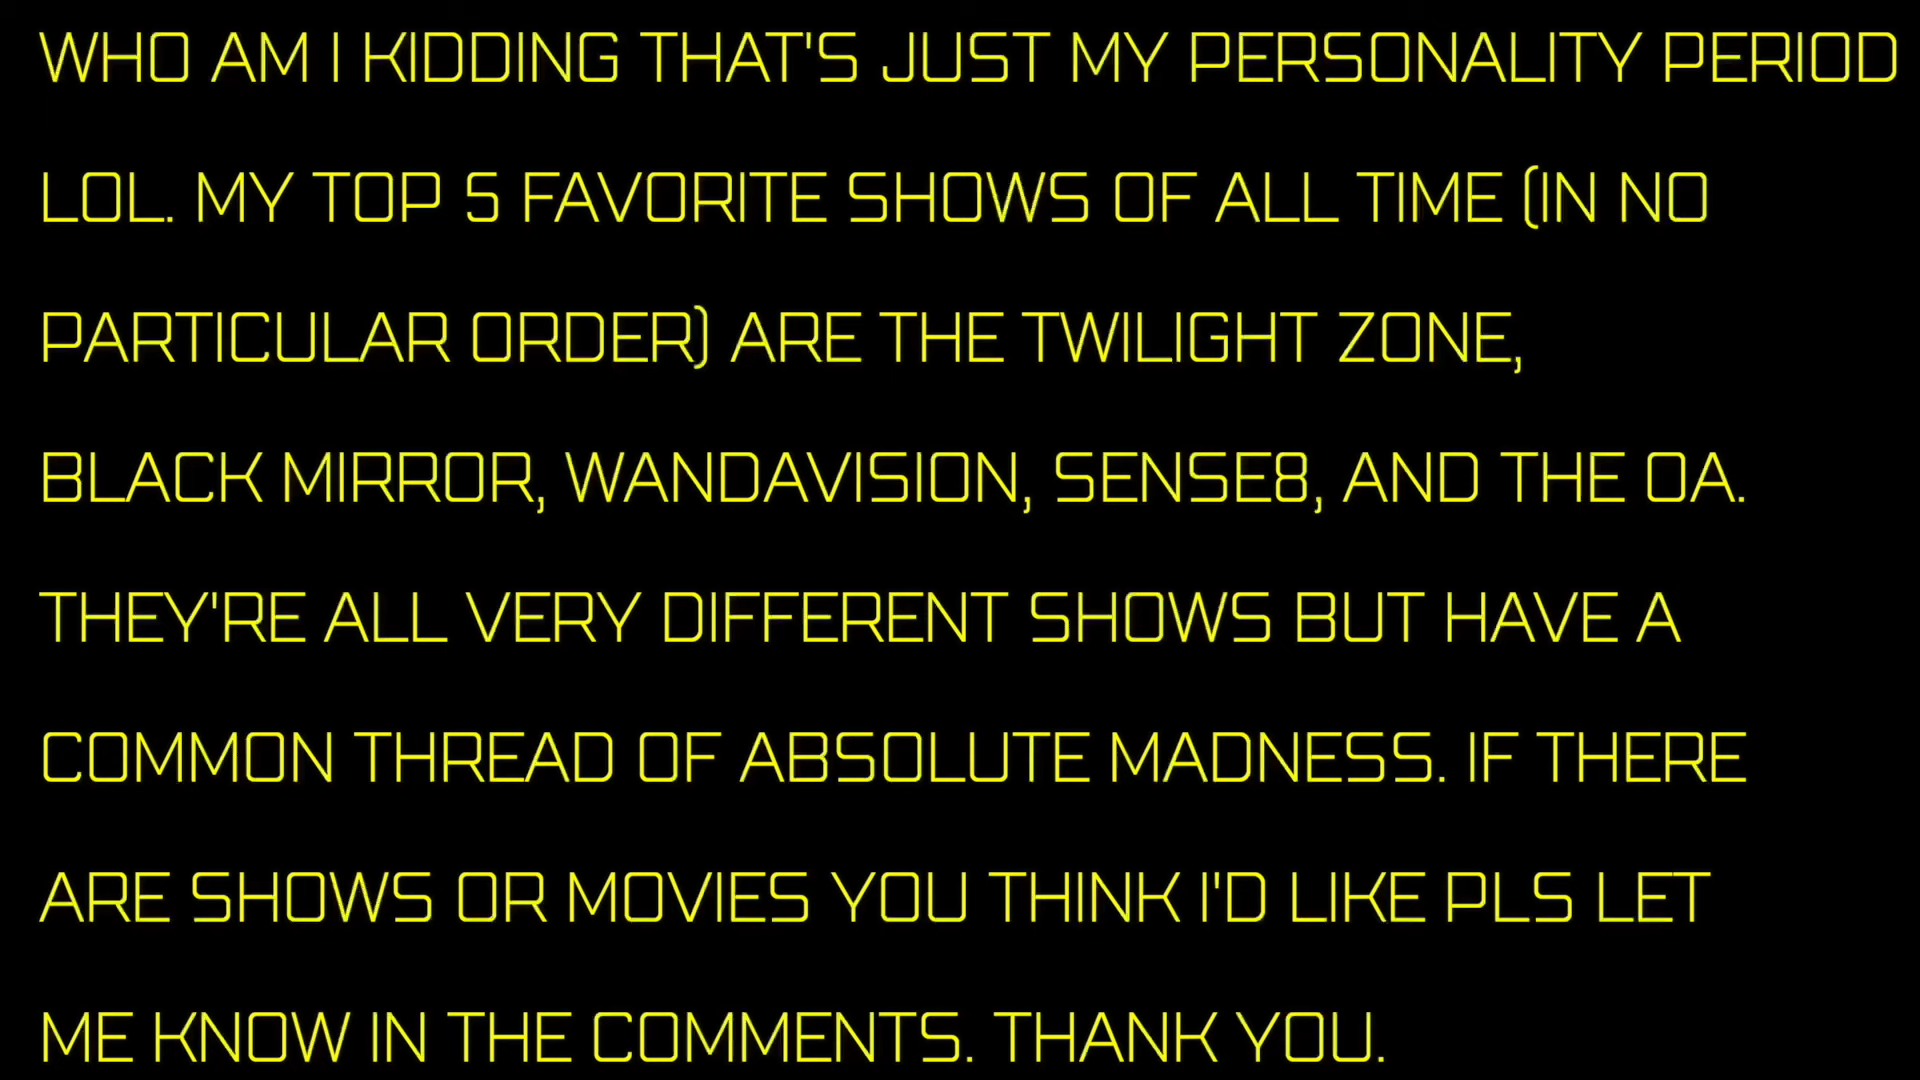 WHO AM I KIDDING THAT'S JUST MY PERSONALITY PERIOD
LOL. MY TOP 5 FAVORITE SHOWS OF ALL TIME (IN NO
PARTICULAR ORDER) ARE THE TWILIGHT ZONE,
BLACK MIRROR, WANDAVISION, SENSE8, AND THE OA.
THEY'RE ALL VERY DIFFERENT SHOWS BUT HAVE A
COMMON THREAD OF ABSOLUTE MADNESS. IF THERE
ARE SHOWS OR MOVIES YOU THINK I'D LIKE PLS LET
ME KNOW IN THE COMMENTS. THANK YOU.